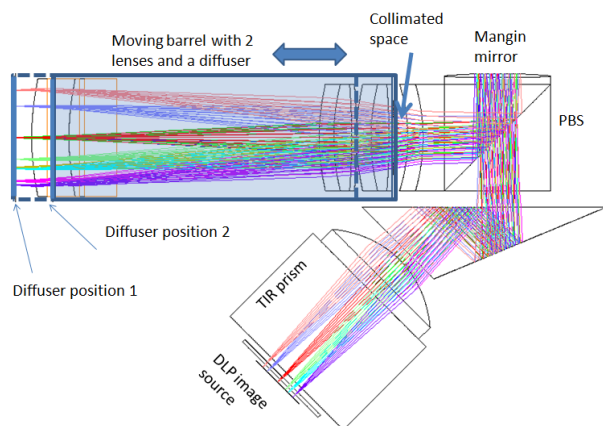 Moving barrel with 2
lenses and a diffuser
Collimated
space
Mangin
mirror
PBS
Diffuser position 2
Diffuser position 1
TIR prism
DLP image
source